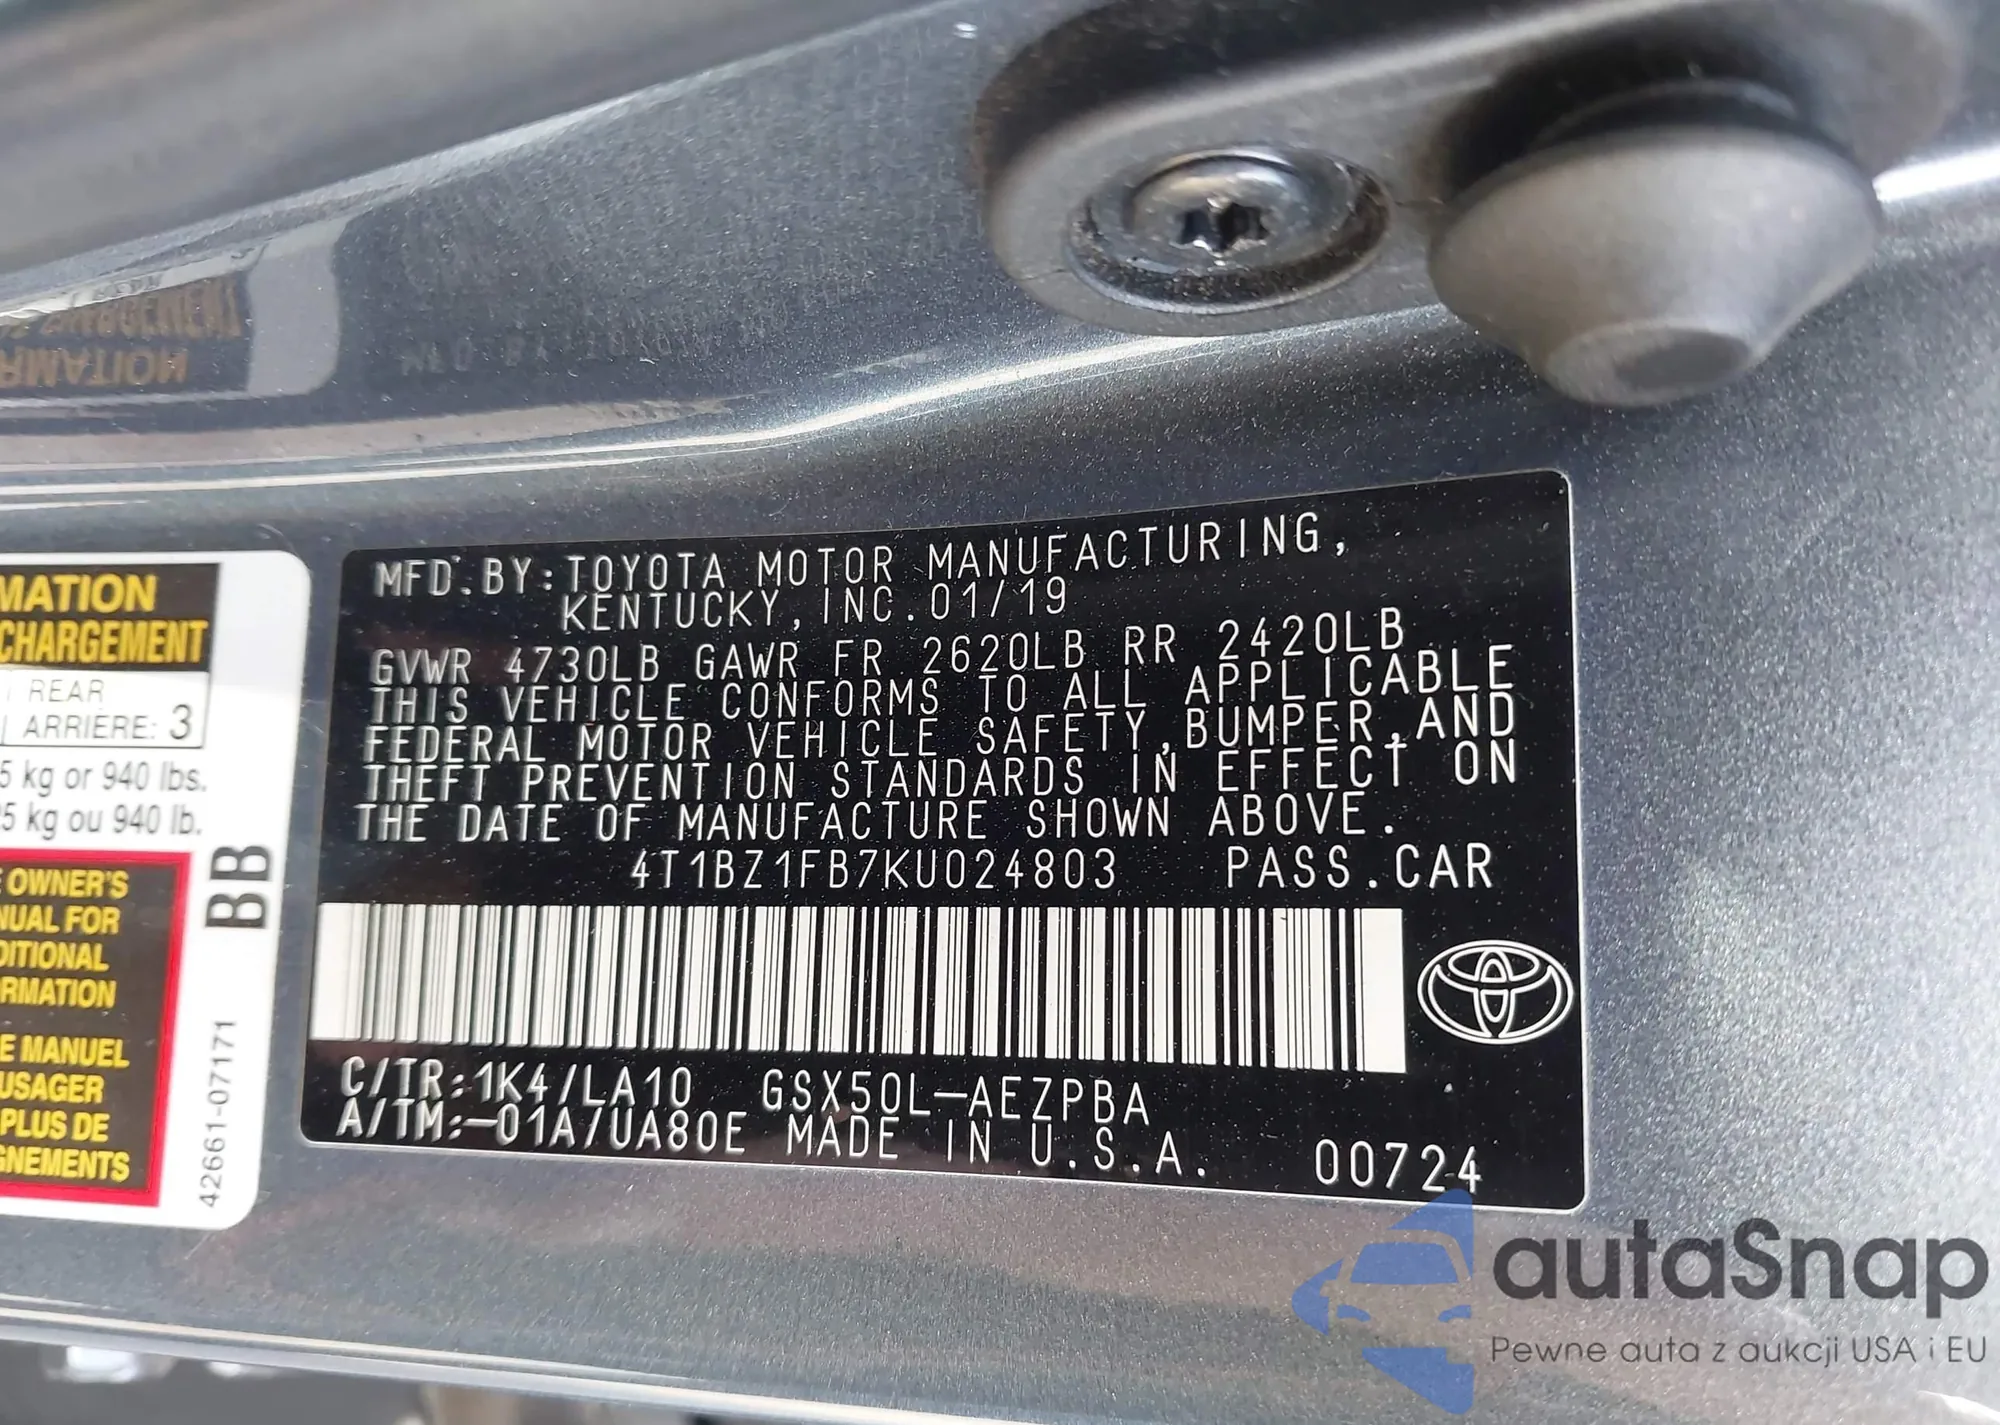 MFD.BY:TOYOTA MOTOR MANUFACTURING,
KENTUCKY, INC. 01/19
GVWR 4730LB GAWR FR 2620LB RR 2420LB
THIS VEHICLE CONFORMS TO ALL APPLICABLE
FEDERAL MOTOR VEHICLE SAFETY,BUMPER,AND
THEFT PREVENTION STANDARDS IN EFFECT ON
THE DATE OF MANUFACTURE SHOWN ABOVE.
4T1BZ1FB7KU024803 PASS.CAR
C/TR:1K4/LA10 GSX50L-AEZPBA
A/TM:-01A/UA80E MADE IN U.S.A. 00724
MATION
CHARGEMENT
REAR
ARRIÈRE: 3
5 kg or 940 lbs.
5 kg ou 940 lb.
OWNER'S
NUAL FOR
DITIONAL
RMATION
E MANUEL
USAGER
PLUS DE
GNEMENTS
BB
42661-07171
autaSnap
Pewne auta z aukcji USA i EU